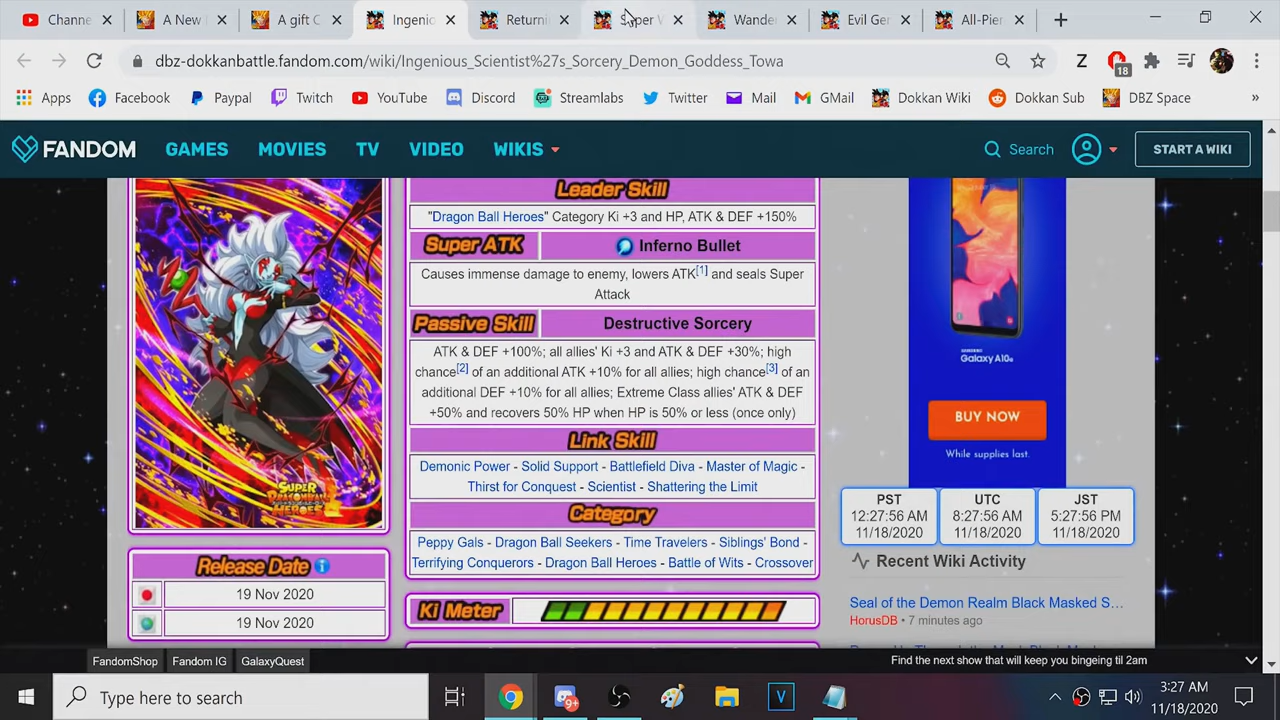 Channe
A New
A gift C
Ingenio
Returni
Super W
Wande
Evil Ger
All-Pier
dbz-dokkanbattle.fandom.com/wiki/Ingenious_Scientist%27s_Sorcery_Demon_Goddess_Towa
Z
18
Apps
Facebook
Paypal
Twitch
YouTube
Discord
Streamlabs
Twitter
Mail
GMail
Dokkan Wiki
Dokkan Sub
DBZ Space
»
FANDOM
GAMES
MOVIES
TV
VIDEO
WIKIS
Search
START A WIKI
Leader Skill
"Dragon Ball Heroes" Category Ki +3 and HP, ATK & DEF +150%
Super ATK
Inferno Bullet
Causes immense damage to enemy, lowers ATK[1] and seals Super
Attack
Passive Skill
Destructive Sorcery
ATK & DEF +100%; all allies' Ki +3 and ATK & DEF +30%; high
chance[2] of an additional ATK +10% for all allies; high chance[3] of an
additional DEF +10% for all allies; Extreme Class allies' ATK & DEF
+50% and recovers 50% HP when HP is 50% or less (once only)
Link Skill
Demonic Power - Solid Support - Battlefield Diva - Master of Magic -
Thirst for Conquest - Scientist - Shattering the Limit
Category
Peppy Gals - Dragon Ball Seekers - Time Travelers - Siblings' Bond -
Terrifying Conquerors - Dragon Ball Heroes - Battle of Wits - Crossover
Ki Meter
SUPER
DRAGON BALL
HEROES
Release Date
19 Nov 2020
19 Nov 2020
Galaxy A10e
BUY NOW
While supplies last.
PST
12:27:56 AM
11/18/2020
UTC
8:27:56 AM
11/18/2020
JST
5:27:56 PM
11/18/2020
Recent Wiki Activity
Seal of the Demon Realm Black Masked S…
HorusDB • 7 minutes ago
FandomShop
Fandom IG
GalaxyQuest
Find the next show that will keep you bingeing til 2am
Type here to search
9+
V
3:27 AM
11/18/2020